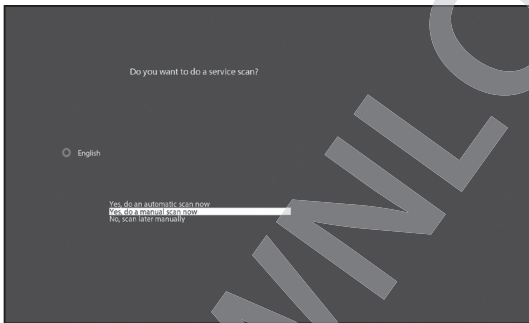 Do you want to do a service scan?
English
Yes, do an automatic scan now
Yes, do a manual scan now
No, scan later manually